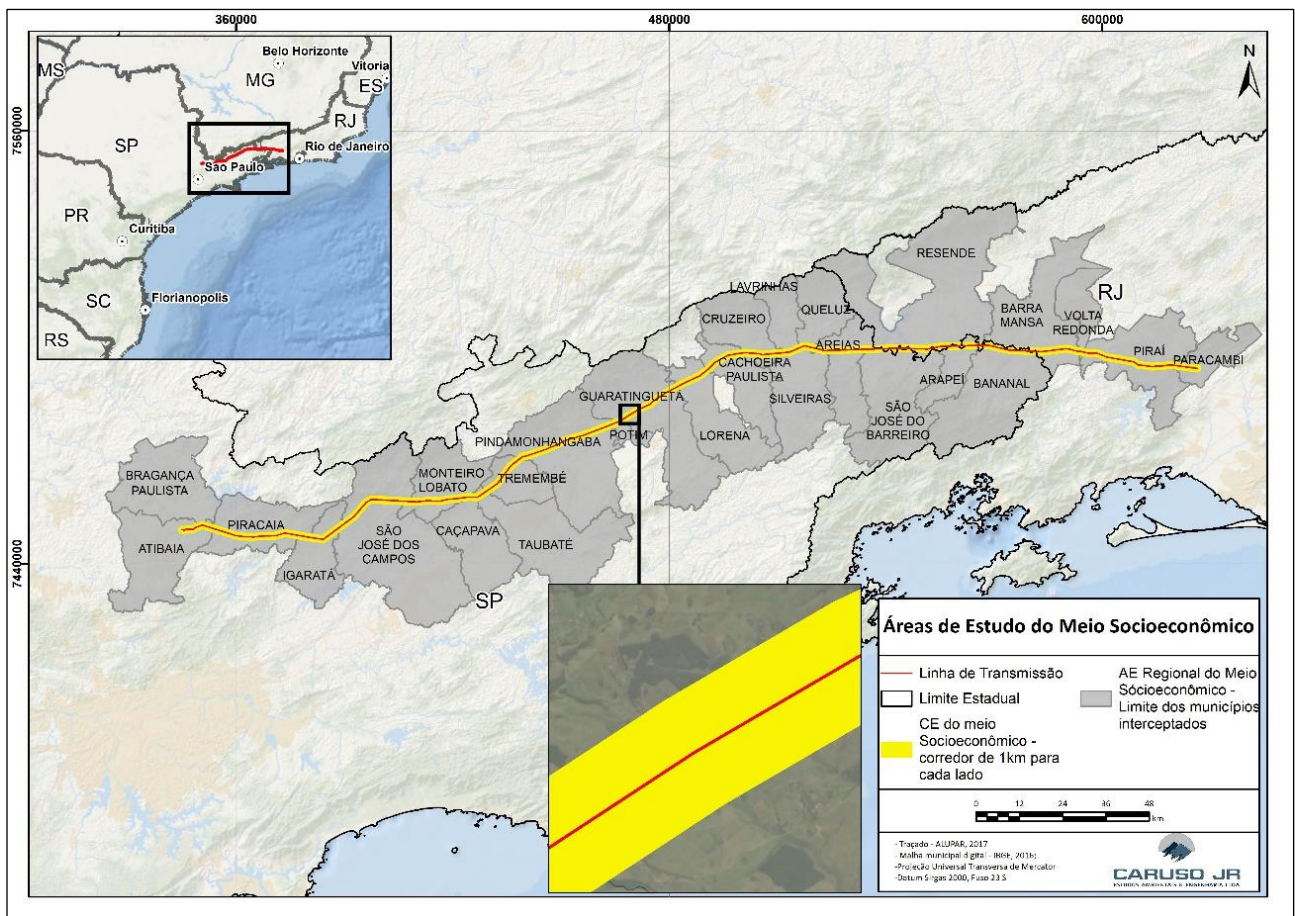 360000
480000
600000
7560000
7440000
N
Belo Horizonte
MS
MG
Vitoria
ES
RJ
SP
Rio de Janeiro
São Paulo
PR
Curitiba
SC
Florianopolis
RS
RESENDE
LAVRINHAS
QUELUZ
CRUZEIRO
BARRA
MANSA
VOLTA
REDONDA
RJ
PIRAÍ
PARACAMBI
AREIAS
CACHOEIRA
PAULISTA
ARAPEÍ
BANANAL
SILVEIRAS
SÃO
JOSÉ DO
BARREIRO
GUARATINGUETÁ
POTIM
LORENA
PINDAMONHANGABA
TREMEMBÉ
MONTEIRO
LOBATO
BRAGANÇA
PAULISTA
PIRACAIA
ATIBAIA
IGARATÁ
SÃO
JOSÉ DOS
CAMPOS
CAÇAPAVA
TAUBATÉ
SP
Áreas de Estudo do Meio Socioeconômico
Linha de Transmissão
Limite Estadual
CE do meio
Socioeconômico -
corredor de 1km para
cada lado
AE Regional do Meio
Sócioeconômico -
Limite dos municípios
interceptados
0 12 24 36 48
km
- Traçado - ALUPAR, 2017
- Malha municipal digital - IBGE, 2016;
-Projeção Universal Transversa de Mercator
-Datum Sirgas 2000, Fuso 23 S
CARUSO JR
ESTUDOS AMBIENTAIS & ENGENHARIA LTDA.